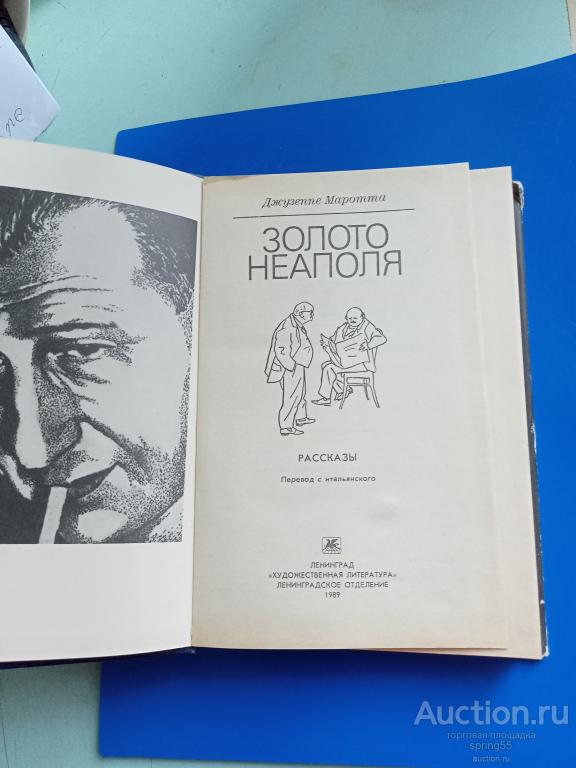 Джузеппе Маротта
ЗОЛОТО
НЕАПОЛЯ
РАССКАЗЫ
Перевод с итальянского
ЛЕНИНГРАД
«ХУДОЖЕСТВЕННАЯ ЛИТЕРАТУРА»
ЛЕНИНГРАДСКОЕ ОТДЕЛЕНИЕ
1989
Auction.ru
торговая площадка
spring55
auction.ru